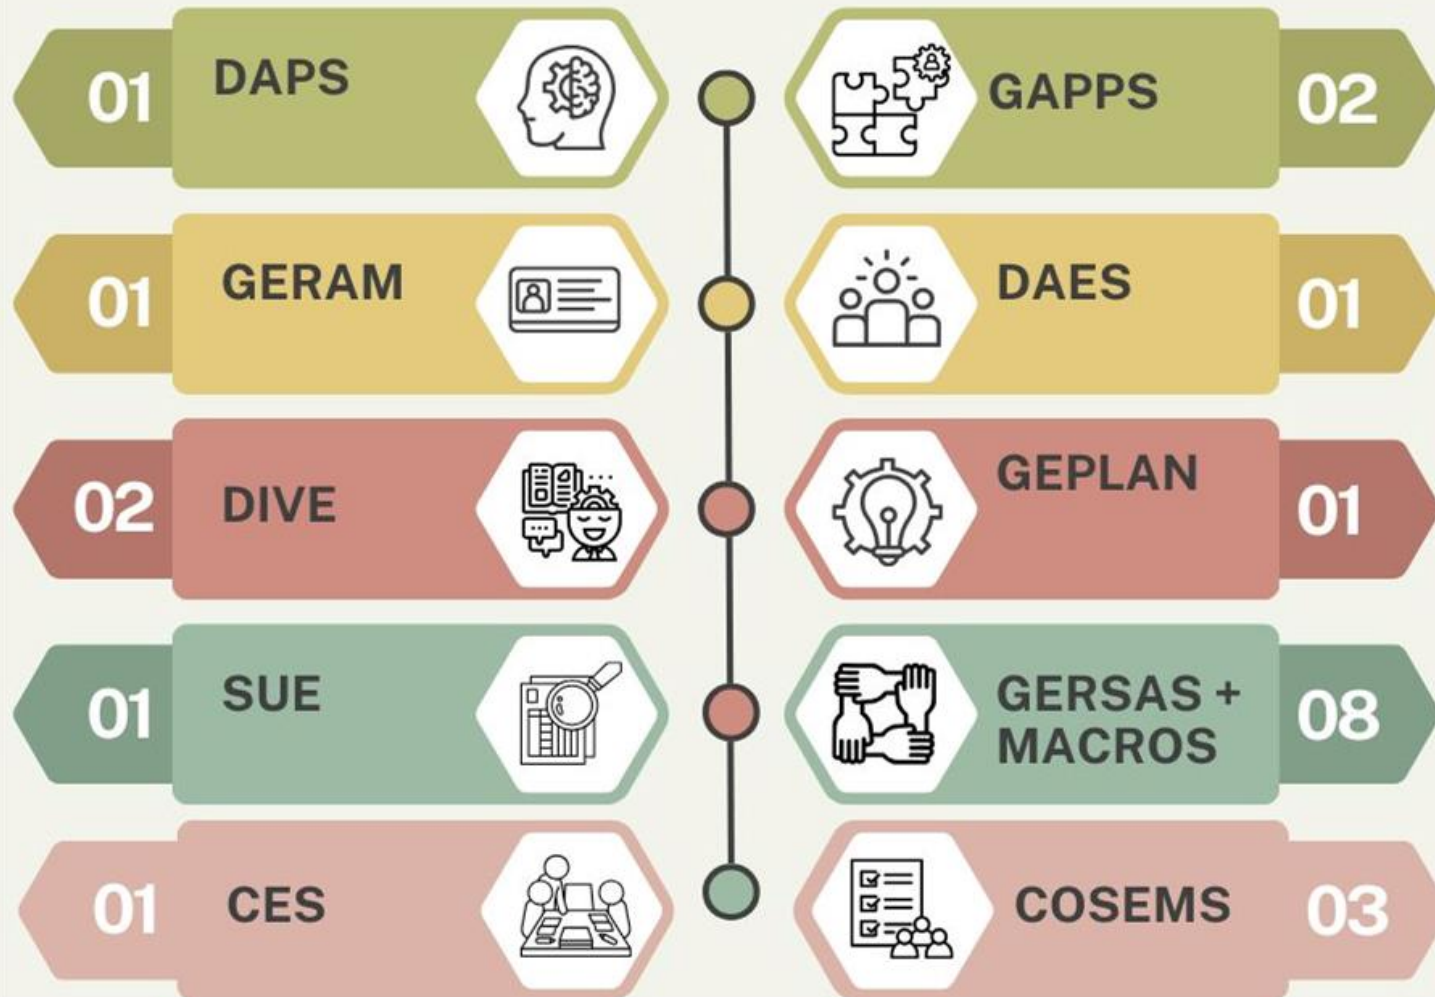 01 DAPS
GAPPS 02
01 GERAM
DAES 01
02 DIVE
GEPLAN 01
01 SUE
GERSAS +
MACROS 08
01 CES
COSEMS 03